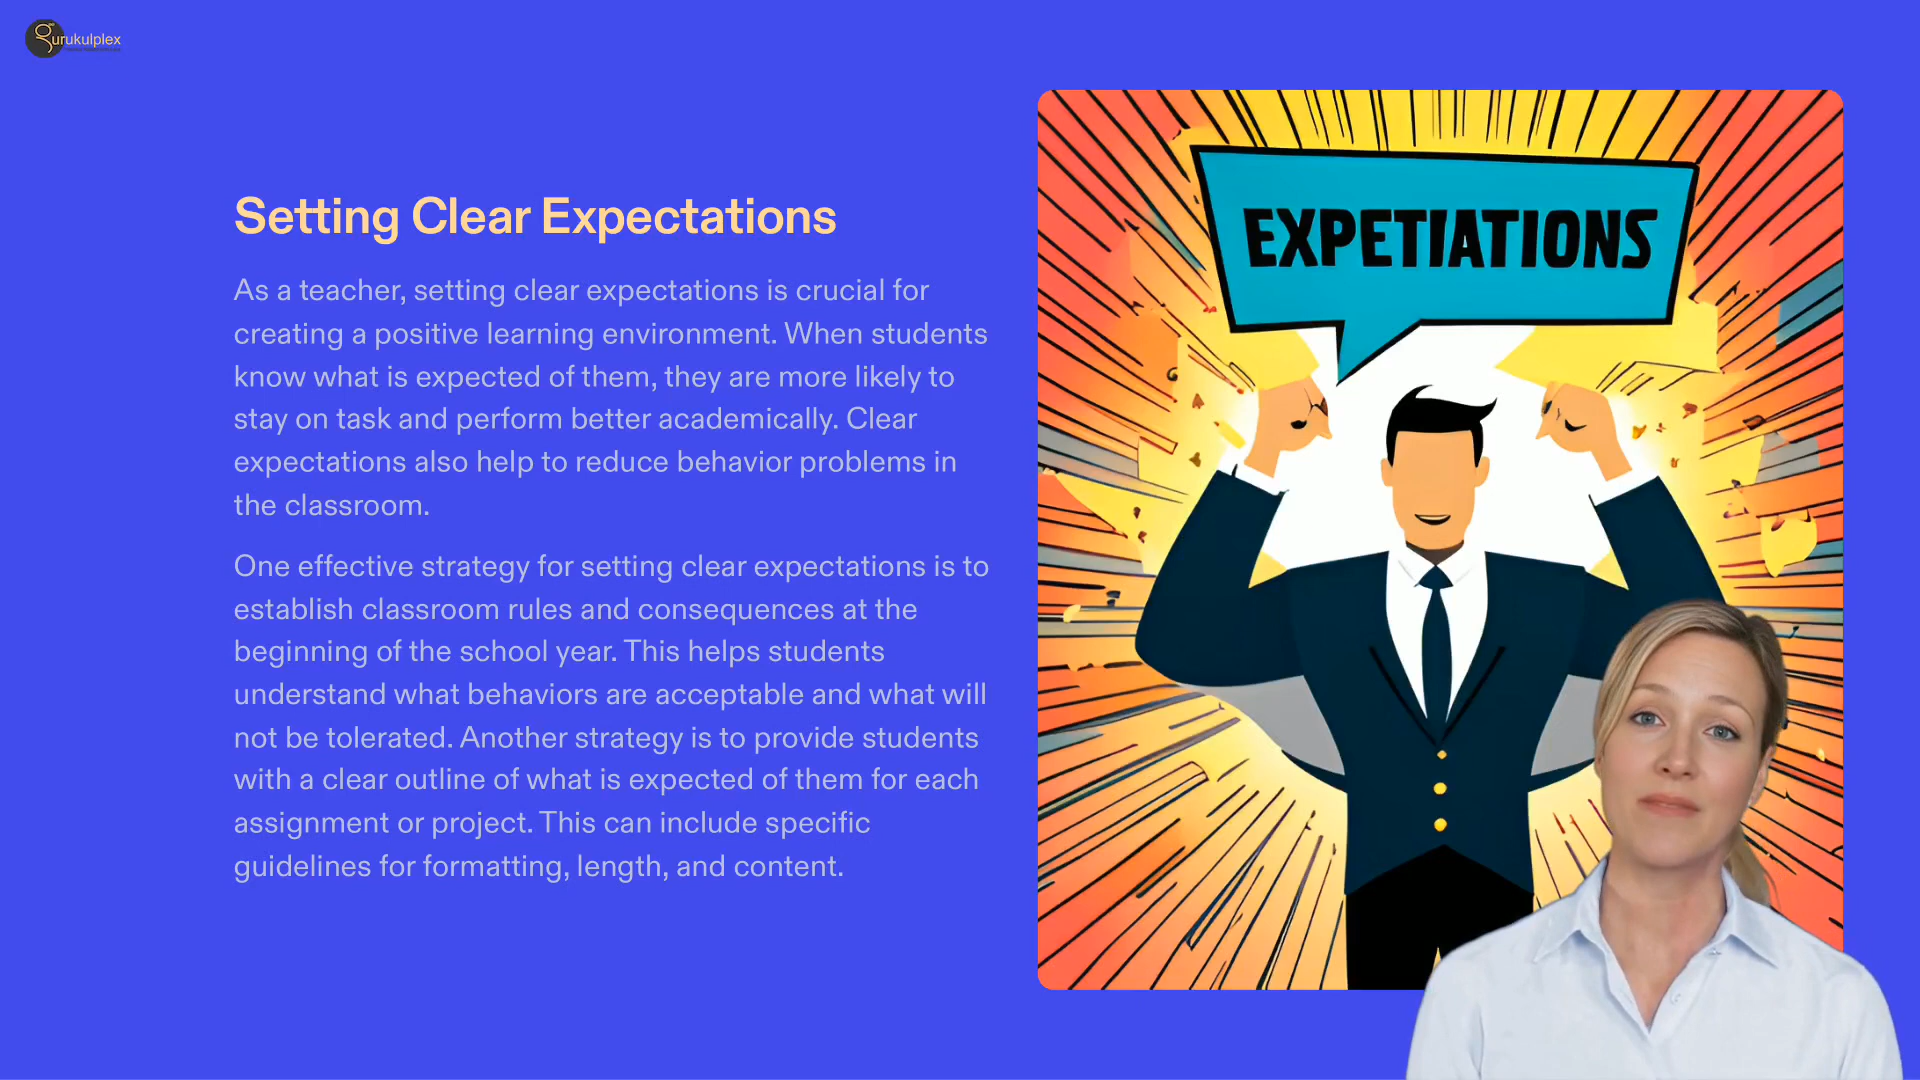 gurukulplex
Setting Clear Expectations
As a teacher, setting clear expectations is crucial for
creating a positive learning environment. When students
know what is expected of them, they are more likely to
stay on task and perform better academically. Clear
expectations also help to reduce behavior problems in
the classroom.
One effective strategy for setting clear expectations is to
establish classroom rules and consequences at the
beginning of the school year. This helps students
understand what behaviors are acceptable and what will
not be tolerated. Another strategy is to provide students
with a clear outline of what is expected of them for each
assignment or project. This can include specific
guidelines for formatting, length, and content.
EXPETIATIONS